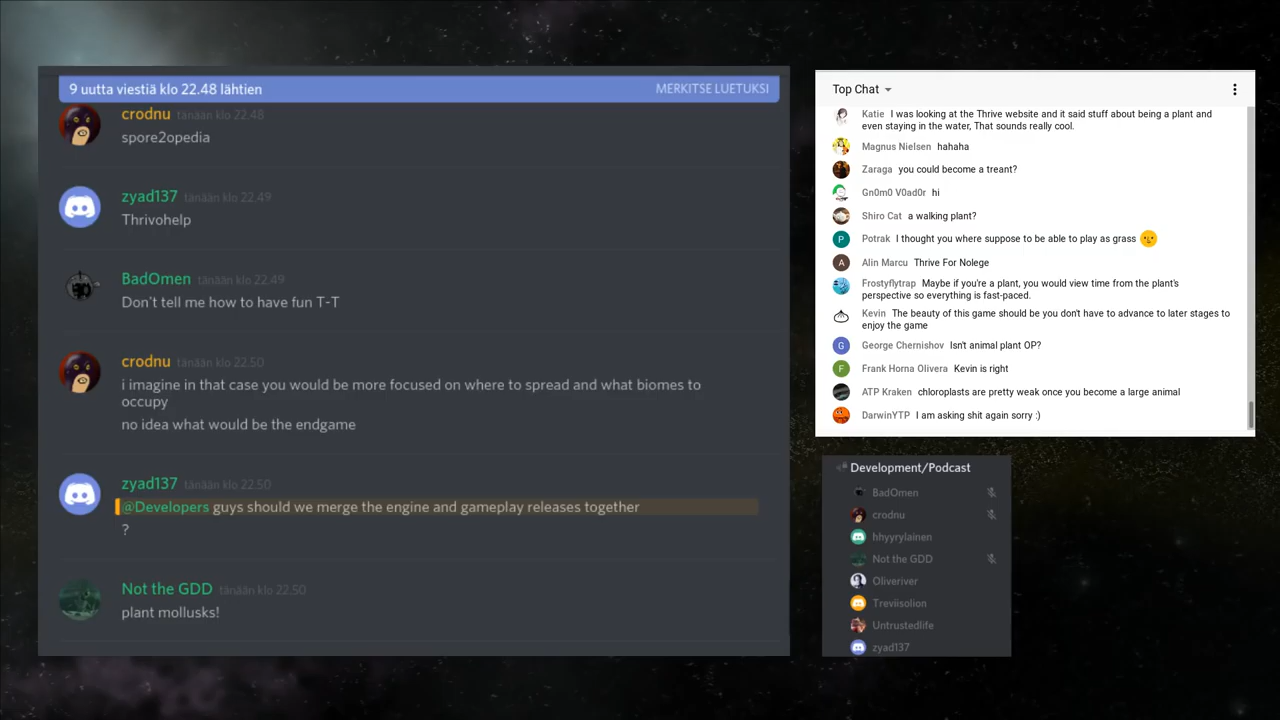 9 uutta viestiä klo 22.48 lähtien MERKITSE LUETUKSI
crodnu tänään klo 22.48
spore2opedia
zyad137 tänään klo 22.49
Thrivohelp
BadOmen tänään klo 22.49
Don't tell me how to have fun T-T
crodnu tänään klo 22.50
i imagine in that case you would be more focused on where to spread and what biomes to
occupy
no idea what would be the endgame
zyad137 tänään klo 22.50
@Developers guys should we merge the engine and gameplay releases together
?
Not the GDD tänään klo 22.50
plant mollusks!
Top Chat
Katie I was looking at the Thrive website and it said stuff about being a plant and
even staying in the water, That sounds really cool.
Magnus Nielsen hahaha
Zaraga you could become a treant?
Gn0m0 V0ad0r hi
Shiro Cat a walking plant?
P Potrak I thought you where suppose to be able to play as grass
A Alin Marcu Thrive For Nolege
Frostyflytrap Maybe if you're a plant, you would view time from the plant's
perspective so everything is fast-paced.
Kevin The beauty of this game should be you don't have to advance to later stages to
enjoy the game
G George Chernishov Isn't animal plant OP?
F Frank Horna Olivera Kevin is right
ATP Kraken chloroplasts are pretty weak once you become a large animal
DarwinYTP I am asking shit again sorry :)
Development/Podcast
BadOmen
crodnu
hhyyrylainen
Not the GDD
Oliveriver
Treviisolion
Untrustedlife
zyad137